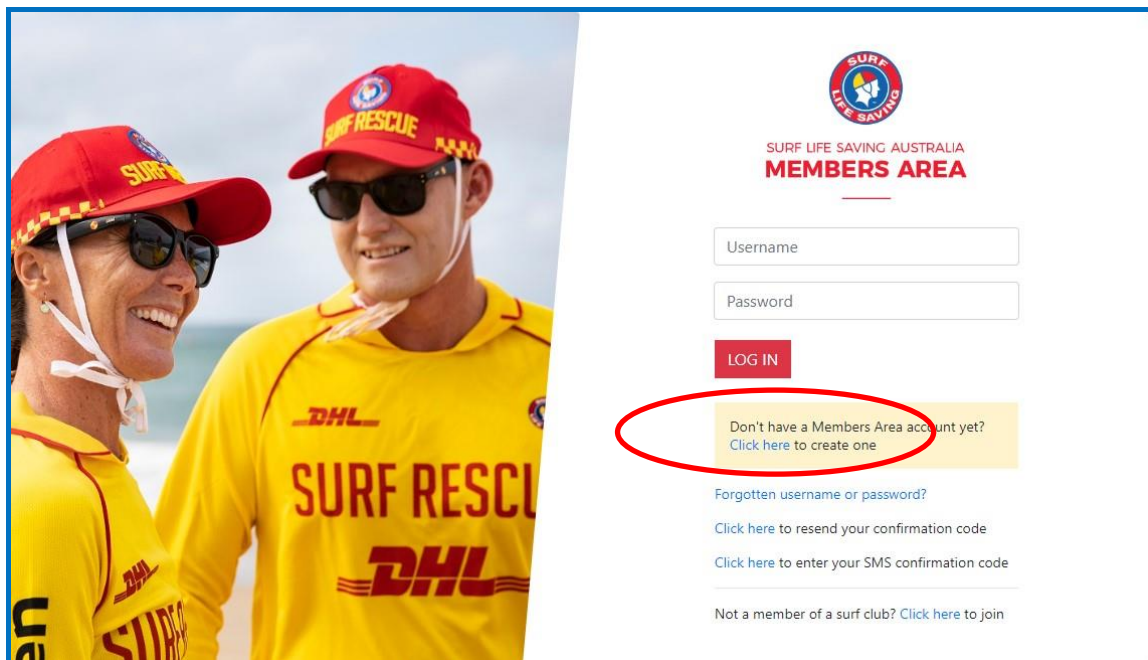 SURF RESCUE
SURF
DHL
SURF RESCU
DHL
DHL
SURF
en
SURF
LIFE SAVING
SURF LIFE SAVING AUSTRALIA
MEMBERS AREA
Username
Password
LOG IN
Don't have a Members Area account yet?
Click here to create one
Forgotten username or password?
Click here to resend your confirmation code
Click here to enter your SMS confirmation code
Not a member of a surf club? Click here to join